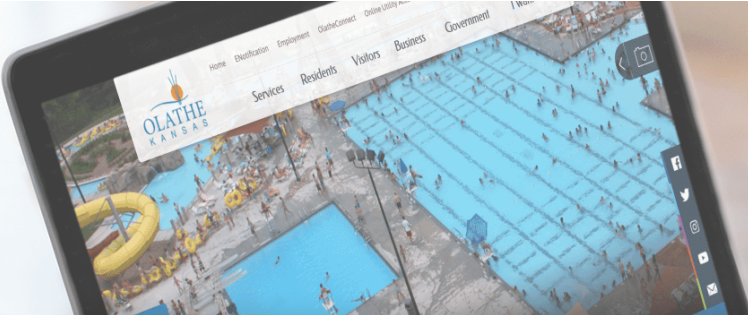 Home ENotification Employment OlatheConnect Online Utility
Services Residents Visitors Business Government I
OLATHE
KANSAS